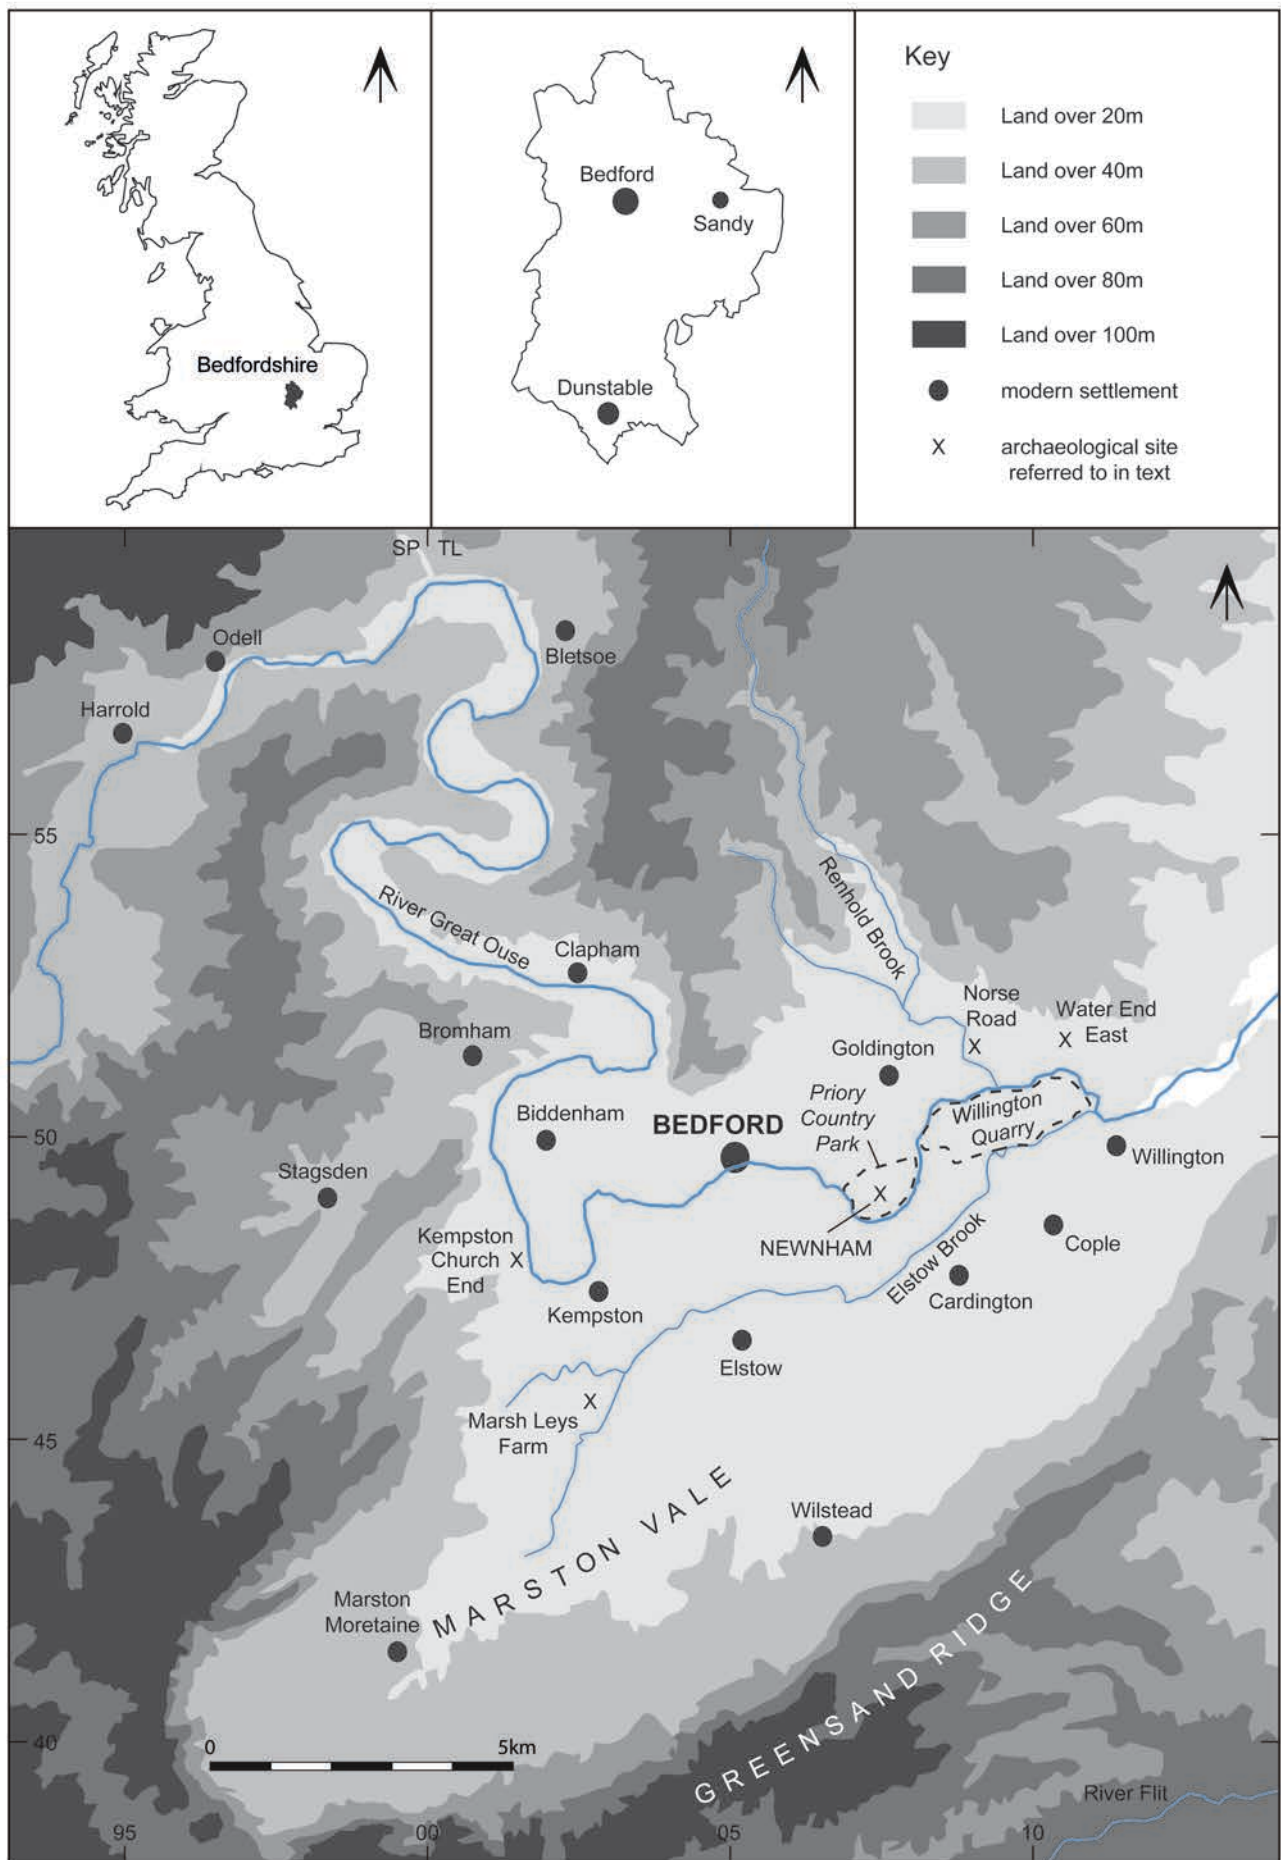 Bedfordshire
Bedford
Sandy
Dunstable
Key
Land over 20m
Land over 40m
Land over 60m
Land over 80m
Land over 100m
modern settlement
X
archaeological site
referred to in text
SP
TL
Odell
Bletsoe
Harrold
55
River Great Ouse
Renhold Brook
Clapham
Norse
Road
X
Water End
East
X
Bromham
Goldington
Priory
Country
Park
Willington
Quarry
Biddenham
BEDFORD
50
Willington
Stagsden
X
Kempston
Church
End
X
NEWNHAM
Elstow Brook
Cople
Cardington
Kempston
Elstow
X
Marsh Leys
Farm
45
MARSTON VALE
Wilstead
Marston
Moretaine
GREENSAND RIDGE
40
0
5km
River Flit
95
00
05
10